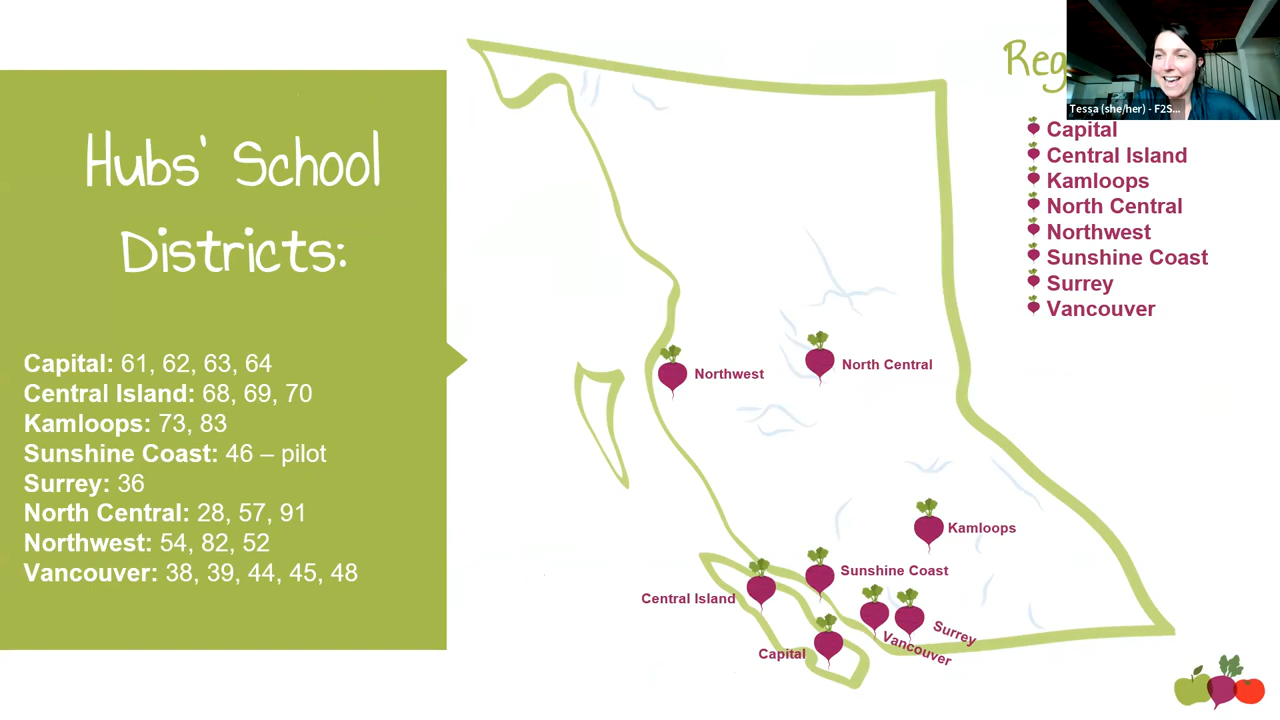 Hubs' School
Districts:
Capital: 61, 62, 63, 64
Central Island: 68, 69, 70
Kamloops: 73, 83
Sunshine Coast: 46 – pilot
Surrey: 36
North Central: 28, 57, 91
Northwest: 54, 82, 52
Vancouver: 38, 39, 44, 45, 48
Northwest
North Central
Kamloops
Sunshine Coast
Central Island
Surrey
Vancouver
Capital
Reg
Tessa (she/her) - F2S...
Capital
Central Island
Kamloops
North Central
Northwest
Sunshine Coast
Surrey
Vancouver